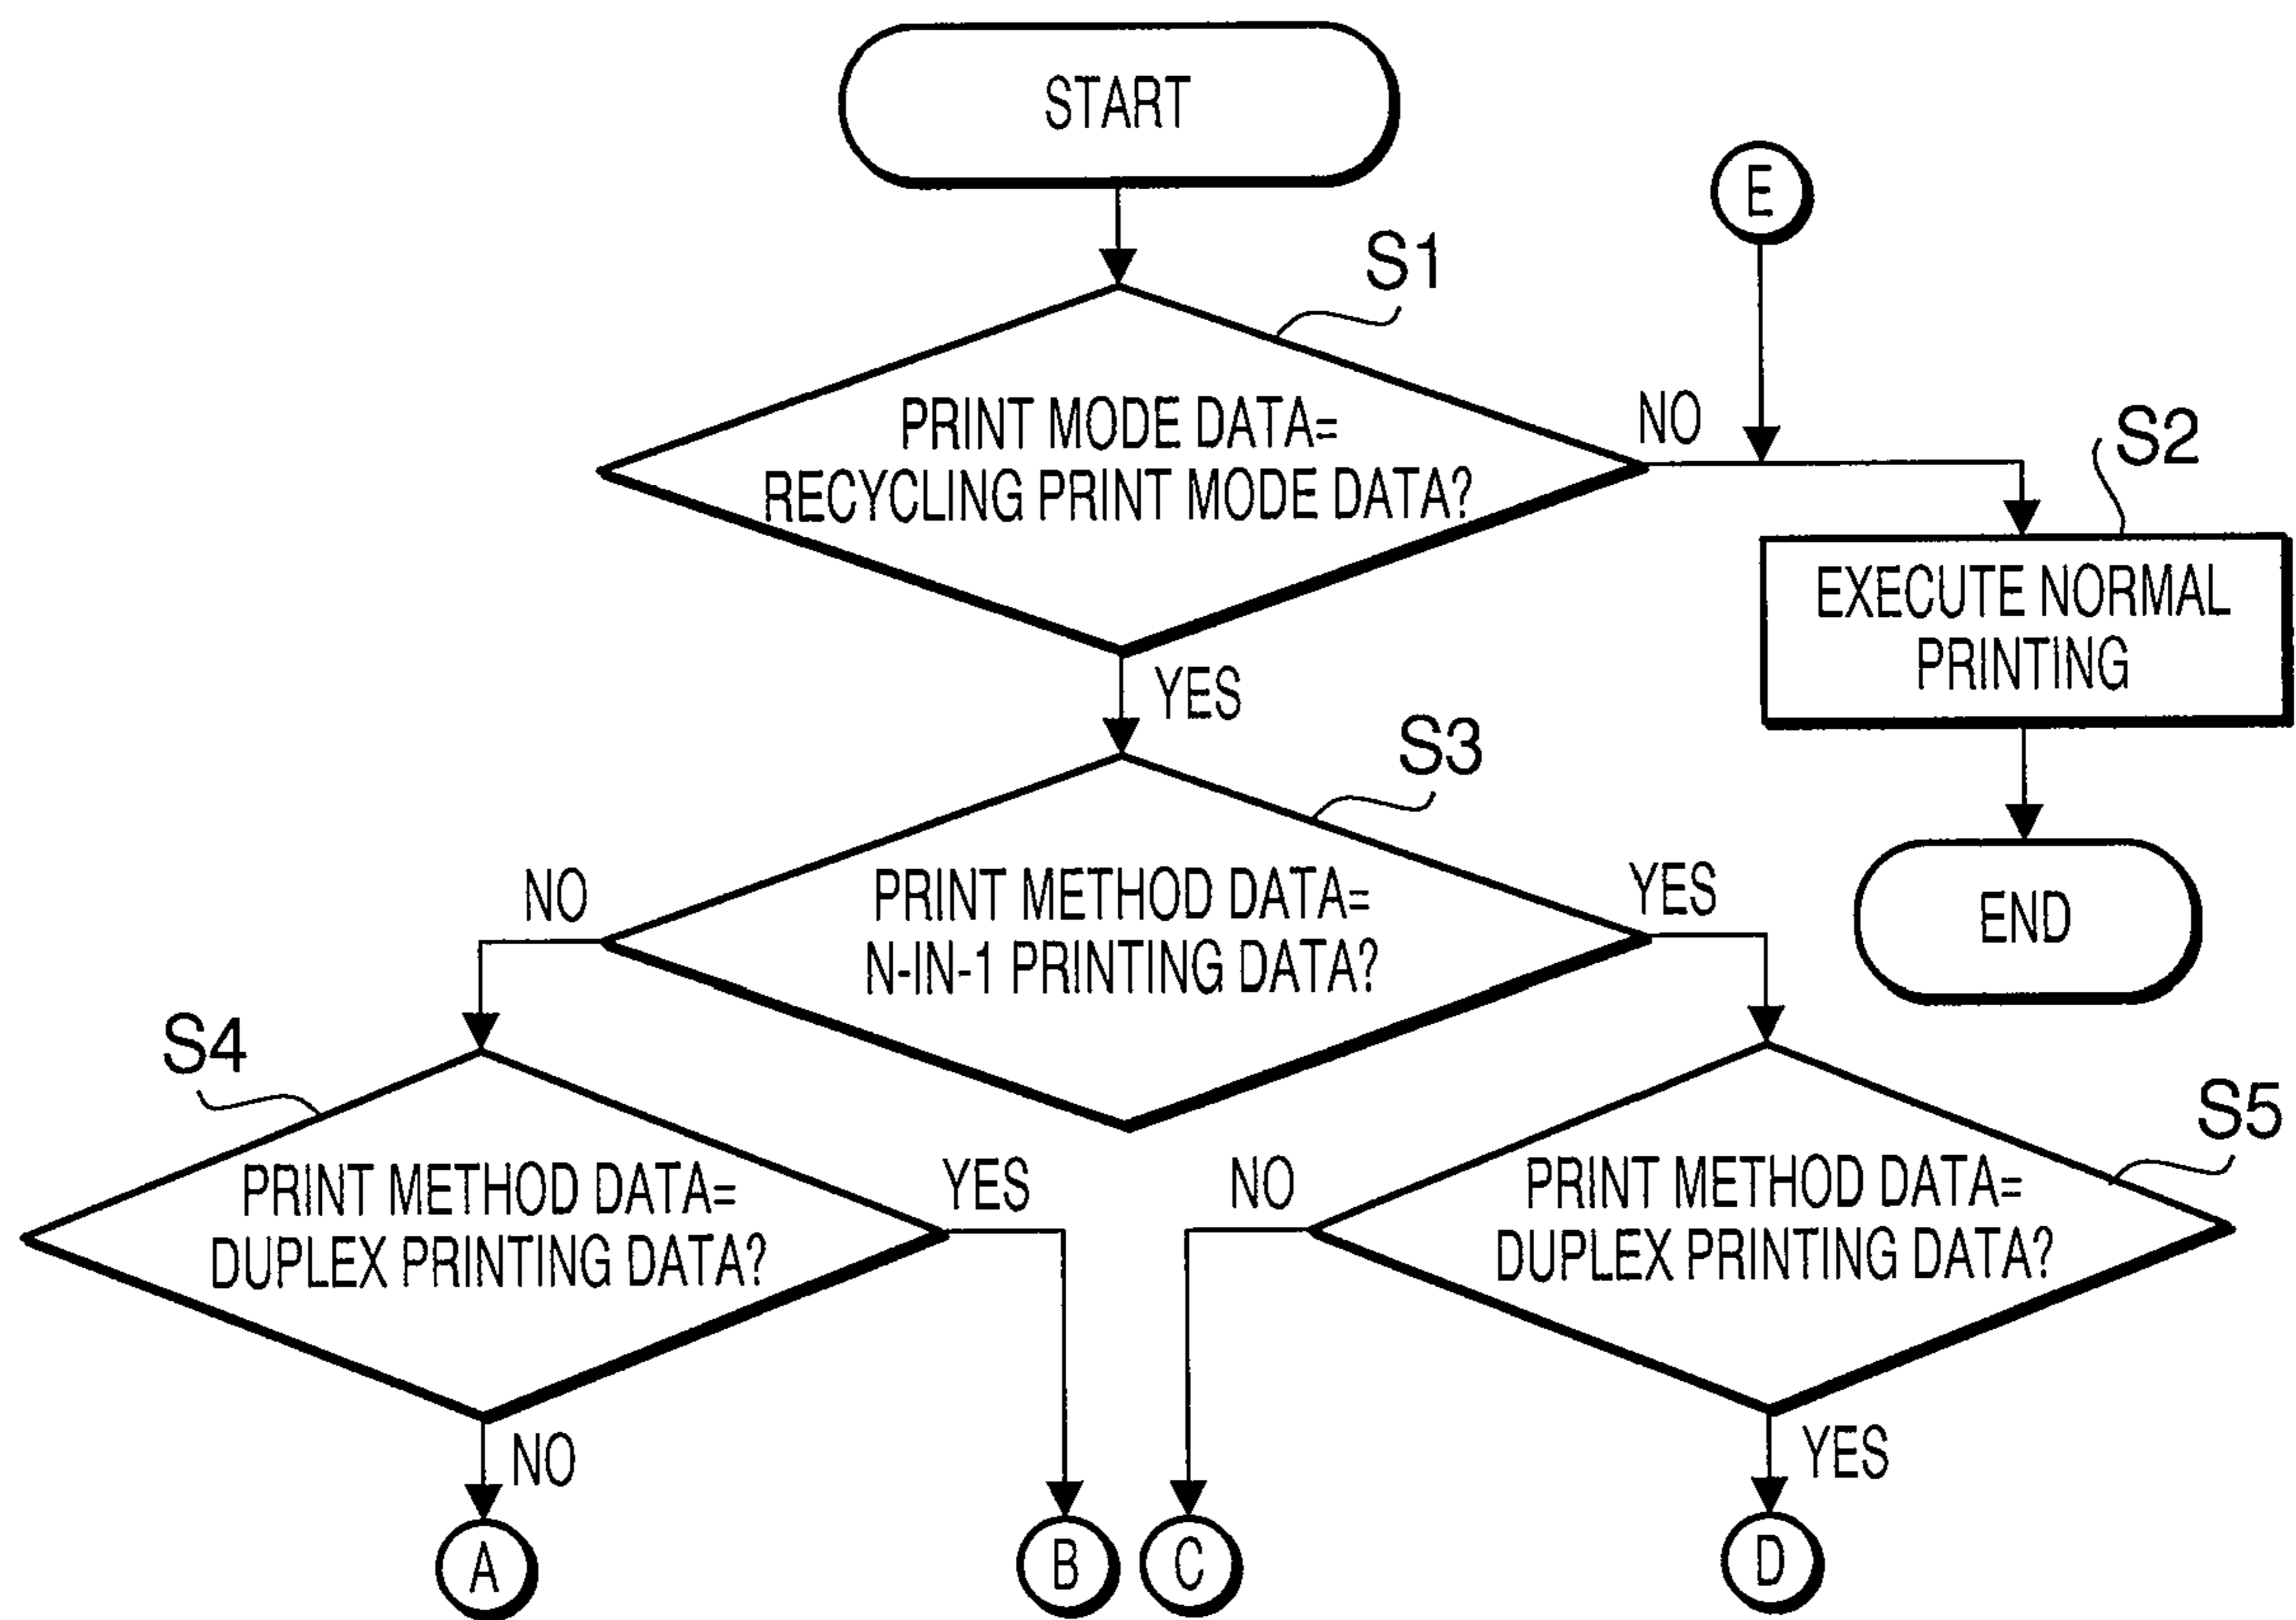 START
E
S1
PRINT MODE DATA=
RECYCLING PRINT MODE DATA?
NO
S2
EXECUTE NORMAL
PRINTING
YES
S3
PRINT METHOD DATA=
N-IN-1 PRINTING DATA?
NO
YES
END
S4
PRINT METHOD DATA=
DUPLEX PRINTING DATA?
YES
NO
S5
PRINT METHOD DATA=
DUPLEX PRINTING DATA?
NO
YES
A
B
C
D